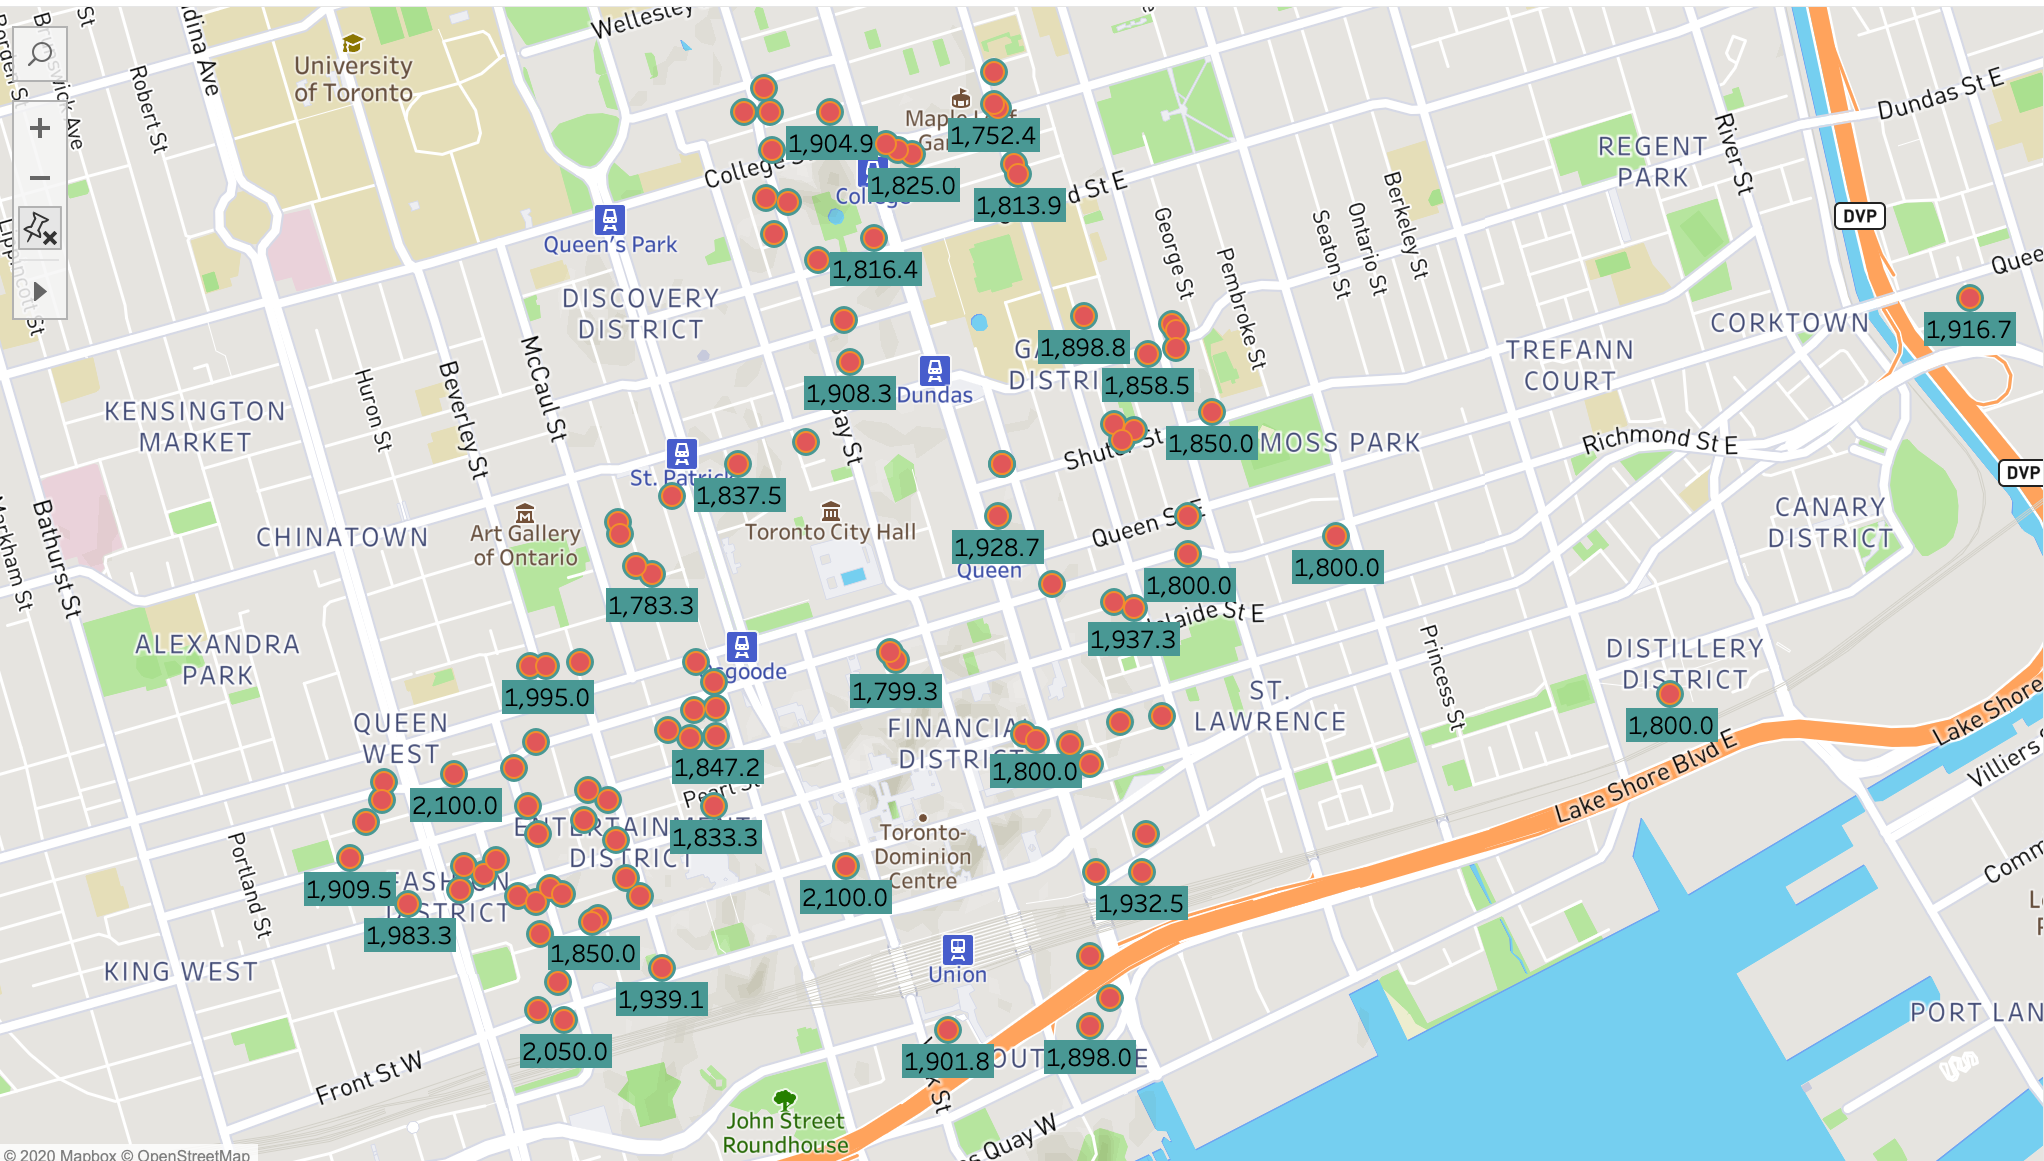 Wellesley
University
of Toronto
Spadina Ave
Robert St
Maple Leaf
1,752.4
1,904.9
College St
1,825.0
College
1,813.9
d St E
Dundas St E
River St
REGENT
PARK
DVP
Queen's Park
George St
Pembroke St
Seaton St
Ontario St
Berkeley St
1,816.4
DISCOVERY
DISTRICT
1,916.7
CORKTOWN
1,898.8
1,858.5
TREFANN
COURT
1,908.3
Dundas
McCaul St
Beverley St
Huron St
KENSINGTON
MARKET
Bay St
1,850.0
MOSS PARK
Shuter St
Richmond St E
DVP
St. Patrick
1,837.5
CANARY
DISTRICT
Art Gallery
of Ontario
Toronto City Hall
CHINATOWN
Bathurst St
Markham St
Queen St E
1,928.7
Queen
1,800.0
1,800.0
1,783.3
Adelaide St E
1,937.3
ALEXANDRA
PARK
Osgoode
1,995.0
1,799.3
Princess St
DISTILLERY
DISTRICT
1,800.0
ST.
LAWRENCE
FINANCIAL
DISTRICT
1,800.0
QUEEN
WEST
1,847.2
Pearl St
1,833.3
2,100.0
Lake Shore Blvd E
Lake Shore
Villiers S
ENTERTAINMENT
DISTRICT
Toronto-
Dominion
Centre
2,100.0
Portland St
1,909.5
FASHION
DISTRICT
1,983.3
1,932.5
1,850.0
KING WEST
1,939.1
Union
2,050.0
PORT LAN
1,901.8
1,898.0
Front St W
John Street
Roundhouse
s Quay W
© 2020 Mapbox © OpenStreetMap